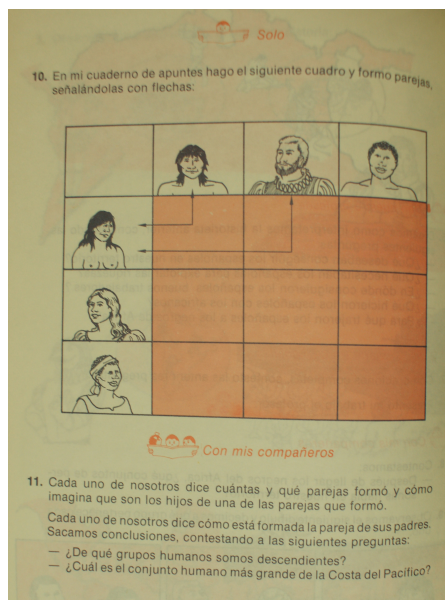 Solo
10. En mi cuaderno de apuntes hago el siguiente cuadro y formo parejas,
señalándolas con flechas:
Con mis compañeros
11. Cada uno de nosotros dice cuántas y qué parejas formó y cómo
imagina que son los hijos de una de las parejas que formó.
Cada uno de nosotros dice cómo está formada la pareja de sus padres.
Sacamos conclusiones, contestando a las siguientes preguntas:
— ¿De qué grupos humanos somos descendientes?
— ¿Cuál es el conjunto humano más grande de la Costa del Pacífico?